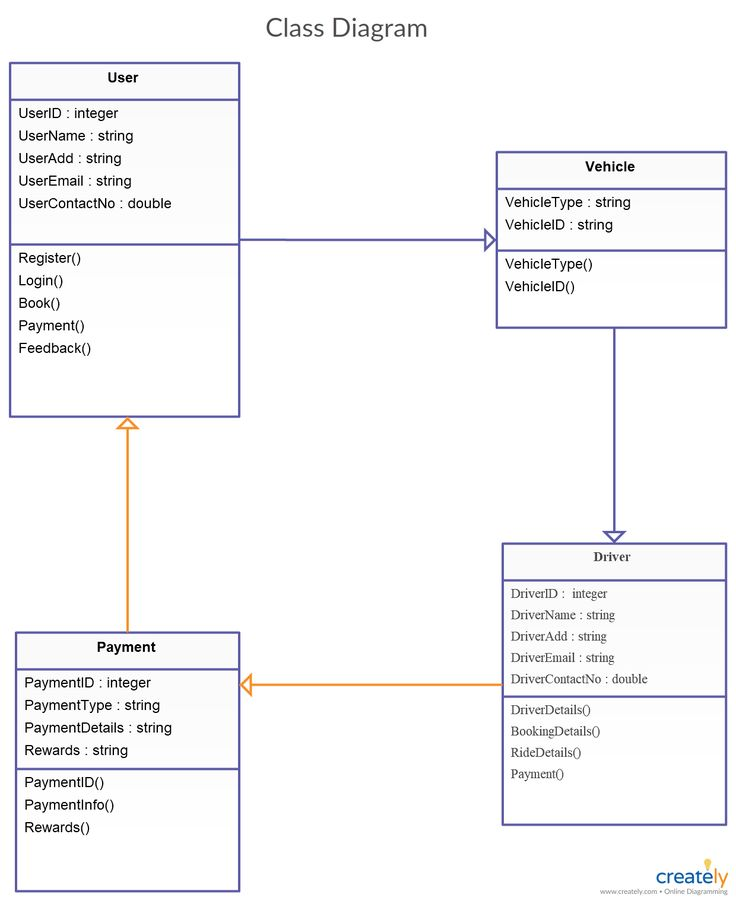 Class Diagram
User
UserID : integer
UserName : string
UserAdd : string
UserEmail : string
UserContactNo : double
Register()
Login()
Book()
Payment()
Feedback()
Vehicle
VehicleType : string
VehicleID : string
VehicleType()
VehicleID()
Driver
DriverID : integer
DriverName : string
DriverAdd : string
DriverEmail : string
DriverContactNo : double
DriverDetails()
BookingDetails()
RideDetails()
Payment()
Payment
PaymentID : integer
PaymentType : string
PaymentDetails : string
Rewards : string
PaymentID()
PaymentInfo()
Rewards()
creately
www.creately.com • Online Diagramming